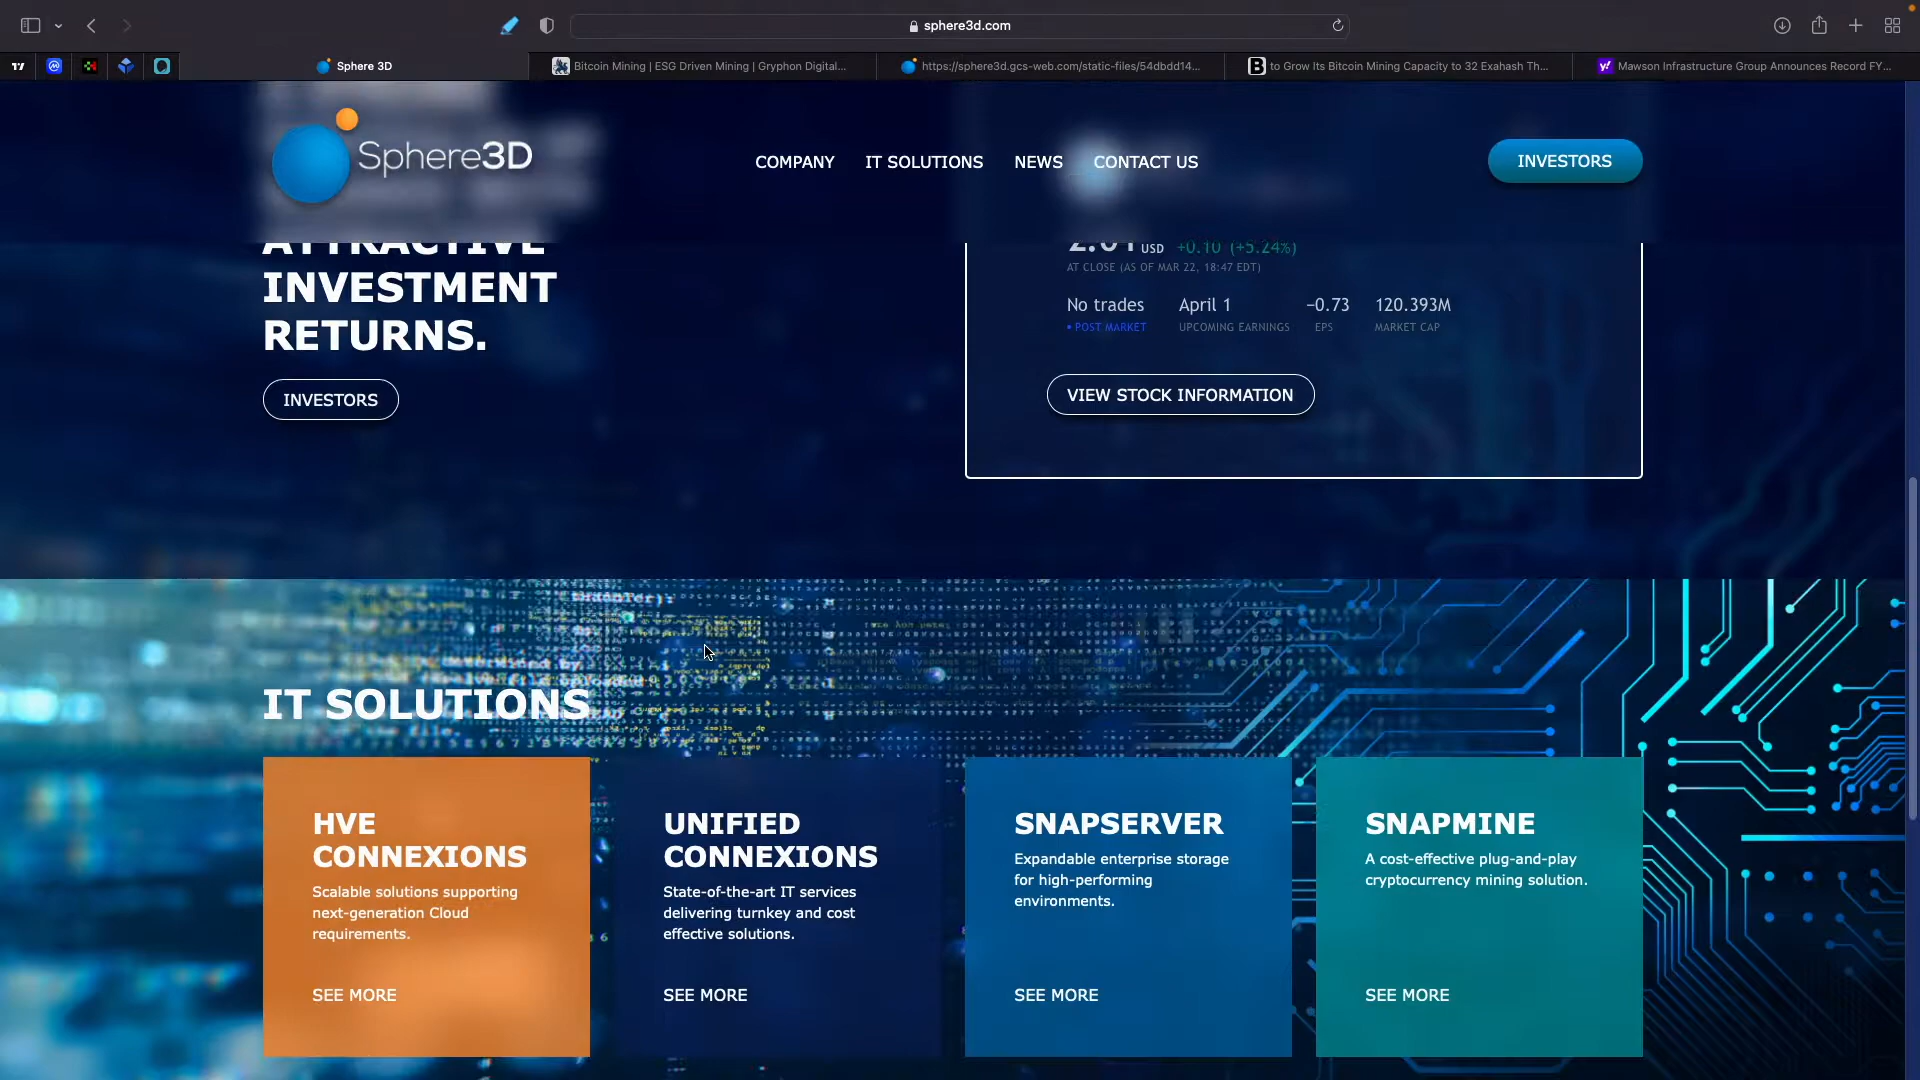 sphere3d.com
Sphere 3D
Bitcoin Mining | ESG Driven Mining | Gryphon Digital...
https://sphere3d.gcs-web.com/static-files/54dbdd14...
to Grow Its Bitcoin Mining Capacity to 32 Exahash Th...
Mawson Infrastructure Group Announces Record FY...
Sphere3D
COMPANY
IT SOLUTIONS
NEWS
CONTACT US
INVESTORS
ATTRACTIVE
INVESTMENT
RETURNS.
INVESTORS
USD +0.10 (+5.24%)
AT CLOSE (AS OF MAR 22, 18:47 EDT)
No trades April 1 −0.73 120.393M
• POST MARKET UPCOMING EARNINGS EPS MARKET CAP
VIEW STOCK INFORMATION
IT SOLUTIONS
HVE
CONNEXIONS
Scalable solutions supporting
next-generation Cloud
requirements.
SEE MORE
UNIFIED
CONNEXIONS
State-of-the-art IT services
delivering turnkey and cost
effective solutions.
SEE MORE
SNAPSERVER
Expandable enterprise storage
for high-performing
environments.
SEE MORE
SNAPMINE
A cost-effective plug-and-play
cryptocurrency mining solution.
SEE MORE